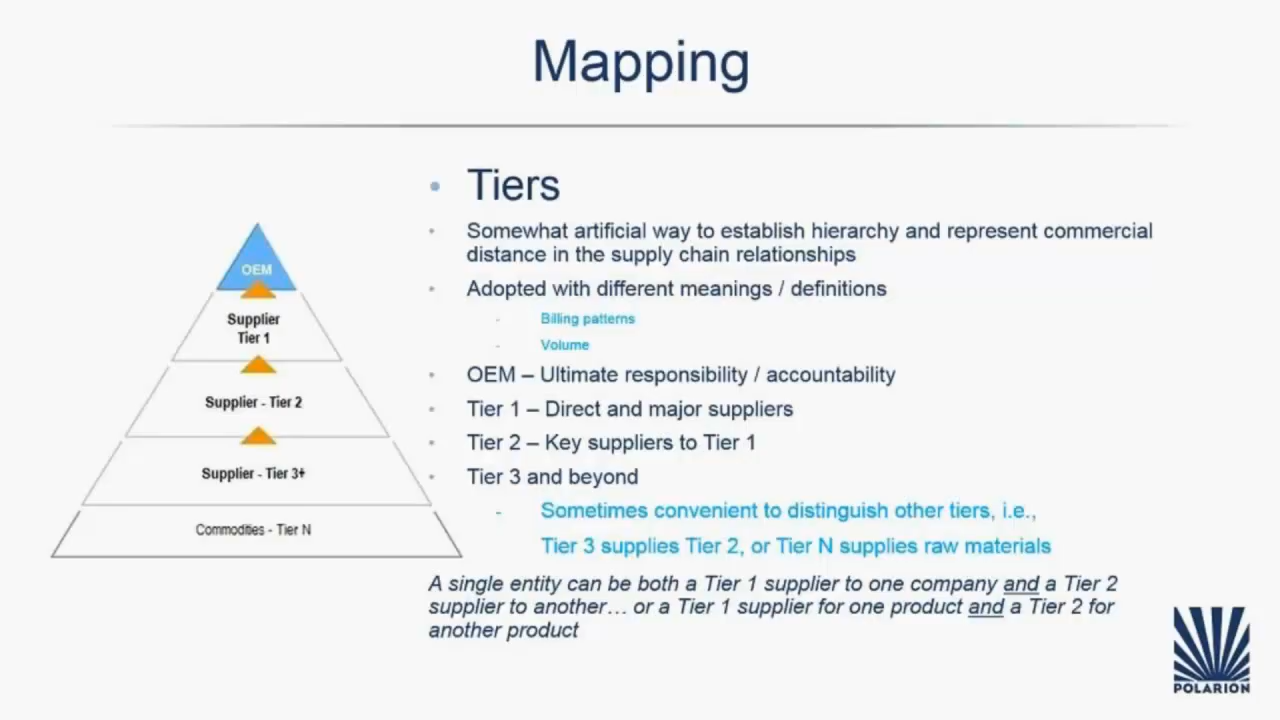 Mapping
• Tiers
• Somewhat artificial way to establish hierarchy and represent commercial
distance in the supply chain relationships
• Adopted with different meanings / definitions
- Billing patterns
- Volume
• OEM – Ultimate responsibility / accountability
• Tier 1 – Direct and major suppliers
• Tier 2 – Key suppliers to Tier 1
• Tier 3 and beyond
- Sometimes convenient to distinguish other tiers, i.e.,
Tier 3 supplies Tier 2, or Tier N supplies raw materials
A single entity can be both a Tier 1 supplier to one company and a Tier 2
supplier to another… or a Tier 1 supplier for one product and a Tier 2 for
another product
OEM
Supplier
Tier 1
Supplier - Tier 2
Supplier - Tier 3+
Commodities - Tier N
POLARION